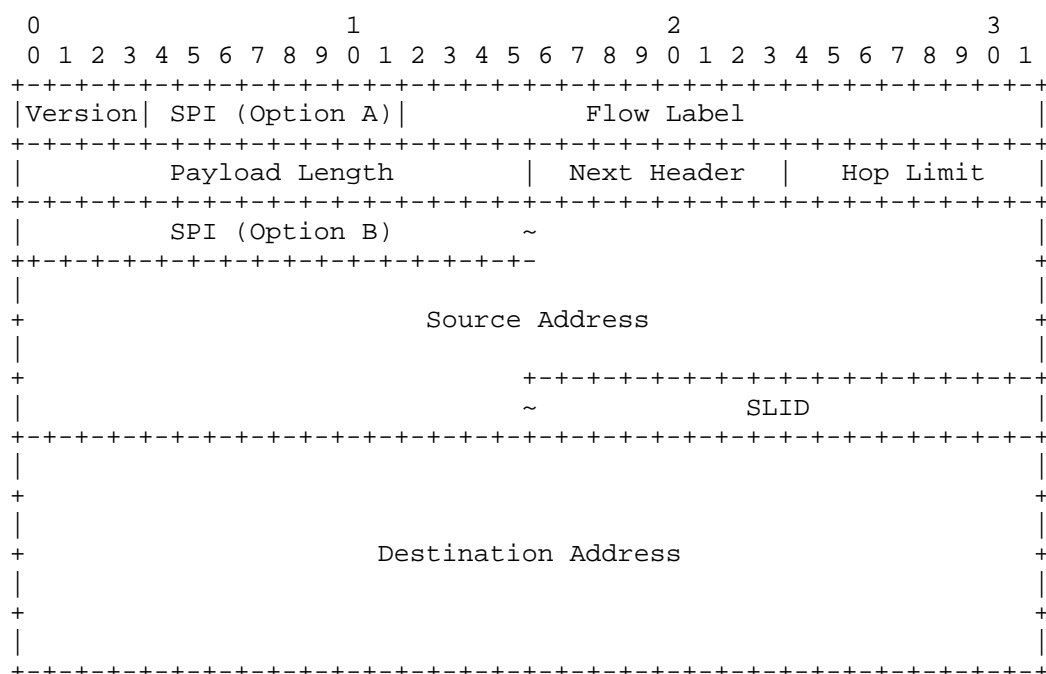 0                   1                   2                   3
 0 1 2 3 4 5 6 7 8 9 0 1 2 3 4 5 6 7 8 9 0 1 2 3 4 5 6 7 8 9 0 1
+-+-+-+-+-+-+-+-+-+-+-+-+-+-+-+-+-+-+-+-+-+-+-+-+-+-+-+-+-+-+-+-+
|Version| SPI (Option A)|           Flow Label                  |
+-+-+-+-+-+-+-+-+-+-+-+-+-+-+-+-+-+-+-+-+-+-+-+-+-+-+-+-+-+-+-+-+
|         Payload Length        |  Next Header  |   Hop Limit   |
+-+-+-+-+-+-+-+-+-+-+-+-+-+-+-+-+-+-+-+-+-+-+-+-+-+-+-+-+-+-+-+-+
|         SPI (Option B)        ~                               |
++-+-+-+-+-+-+-+-+-+-+-+-+-+-+-+-                               +
|                                                               |
+                         Source Address                        +
|                                                               |
+                               +-+-+-+-+-+-+-+-+-+-+-+-+-+-+-+-+
|                               ~             SLID              |
+-+-+-+-+-+-+-+-+-+-+-+-+-+-+-+-+-+-+-+-+-+-+-+-+-+-+-+-+-+-+-+-+
|                                                               |
+                                                               +
|                                                               |
+                      Destination Address                      +
|                                                               |
+                                                               +
|                                                               |
+-+-+-+-+-+-+-+-+-+-+-+-+-+-+-+-+-+-+-+-+-+-+-+-+-+-+-+-+-+-+-+-+